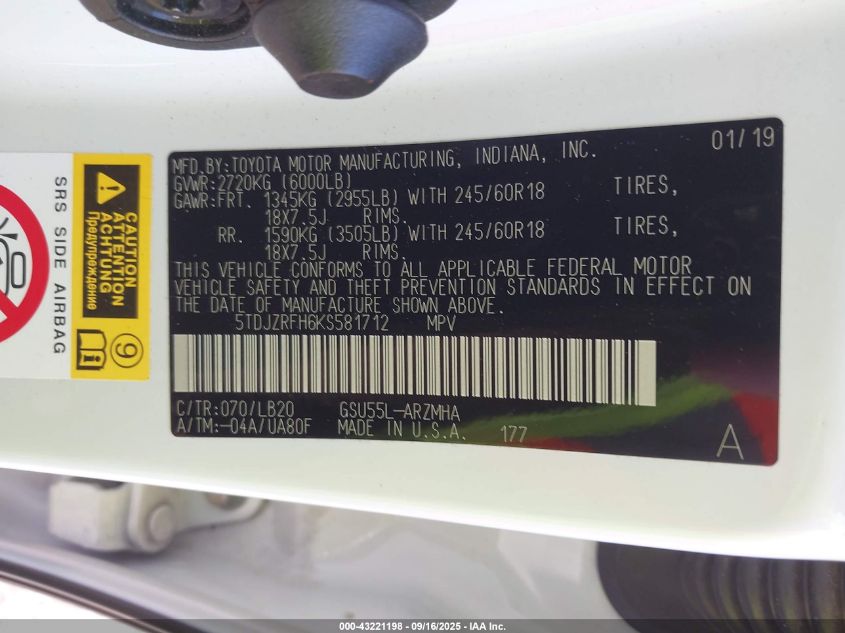 01/19
MFD.BY:TOYOTA MOTOR MANUFACTURING, INDIANA, INC.
GVWR:2720KG (6000LB)
GAWR:FRT. 1345KG (2955LB) WITH 245/60R18 TIRES,
18X7.5J RIMS.
RR. 1590KG (3505LB) WITH 245/60R18 TIRES,
18X7.5J RIMS.
THIS VEHICLE CONFORMS TO ALL APPLICABLE FEDERAL MOTOR
VEHICLE SAFETY AND THEFT PREVENTION STANDARDS IN EFFECT ON
THE DATE OF MANUFACTURE SHOWN ABOVE.
5TDJZRFH6KS581712 MPV
C/TR:070/LB20 GSU55L-ARZMHA
A/TM:-04A/UA80F MADE IN U.S.A. 177
A
SRS SIDE AIRBAG
CAUTION
ATTENTION
ACHTUNG
Предупреждение
9
000-43221198 - 09/16/2025 - IAA Inc.